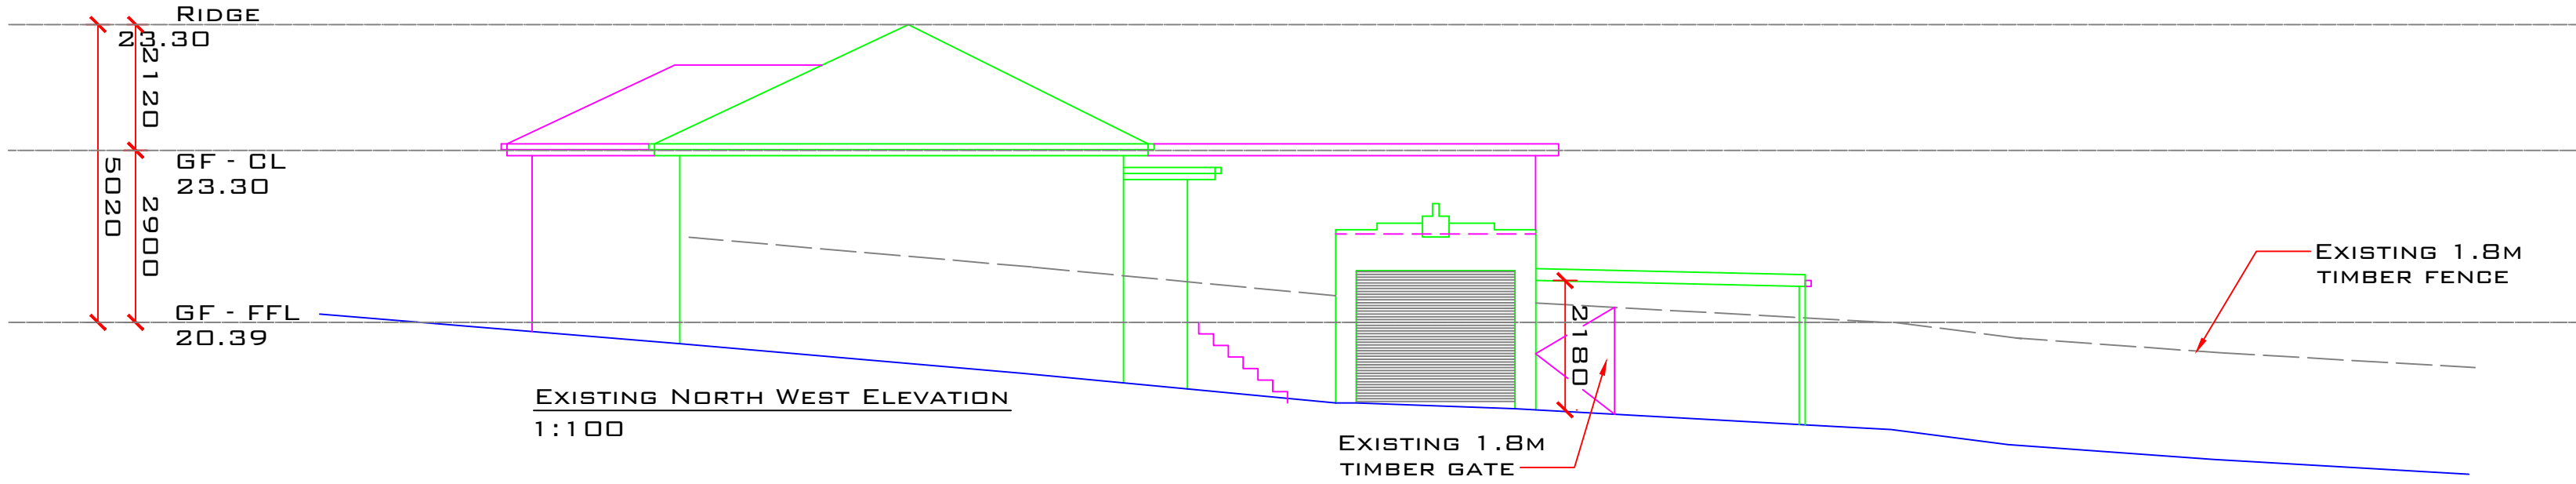 RIDGE
23.30
2120
5020
GF - CL
23.30
2900
GF - FFL
20.39
EXISTING NORTH WEST ELEVATION
1:100
2180
EXISTING 1.8M
TIMBER GATE
EXISTING 1.8M
TIMBER FENCE